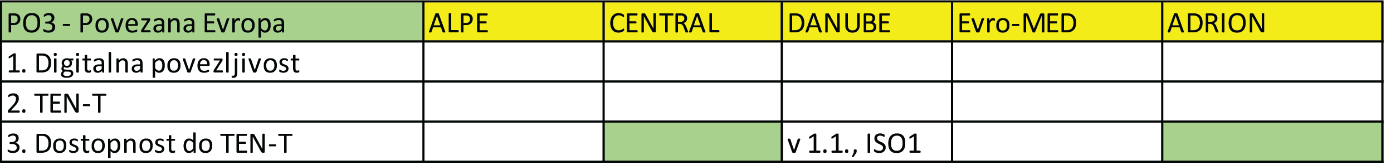 PO3 - Povezana Evropa ALPE CENTRAL DANUBE Evro-MED ADRION
1. Digitalna povezljivost
2. TEN-T
3. Dostopnost do TEN-T v 1.1., ISO1